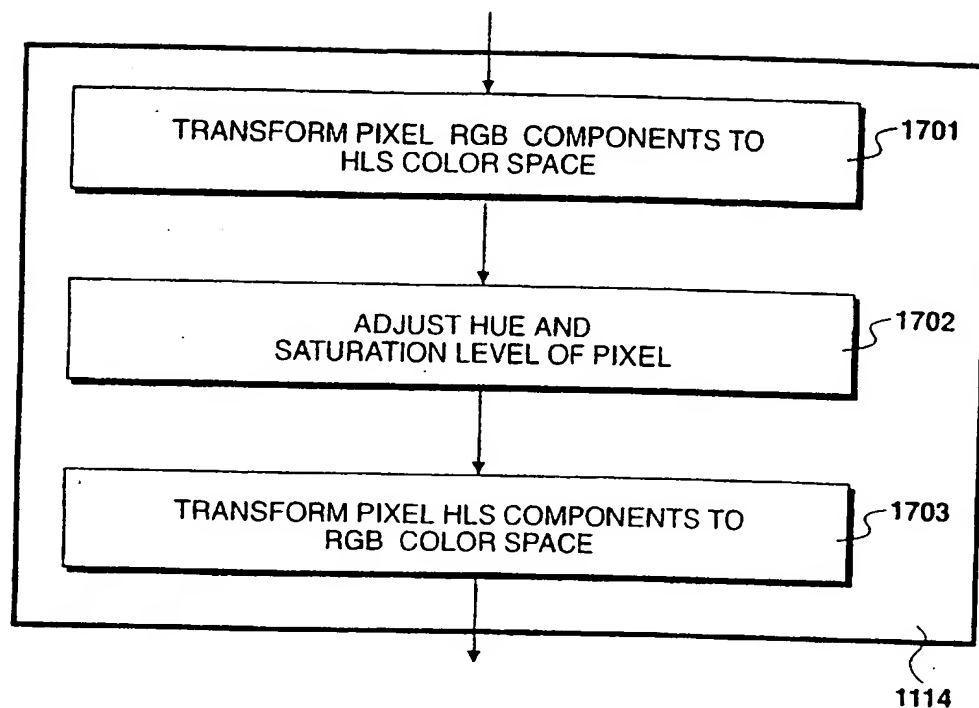 TRANSFORM PIXEL RGB COMPONENTS TO
HLS COLOR SPACE
1701
ADJUST HUE AND
SATURATION LEVEL OF PIXEL
1702
TRANSFORM PIXEL HLS COMPONENTS TO
RGB COLOR SPACE
1703
1114